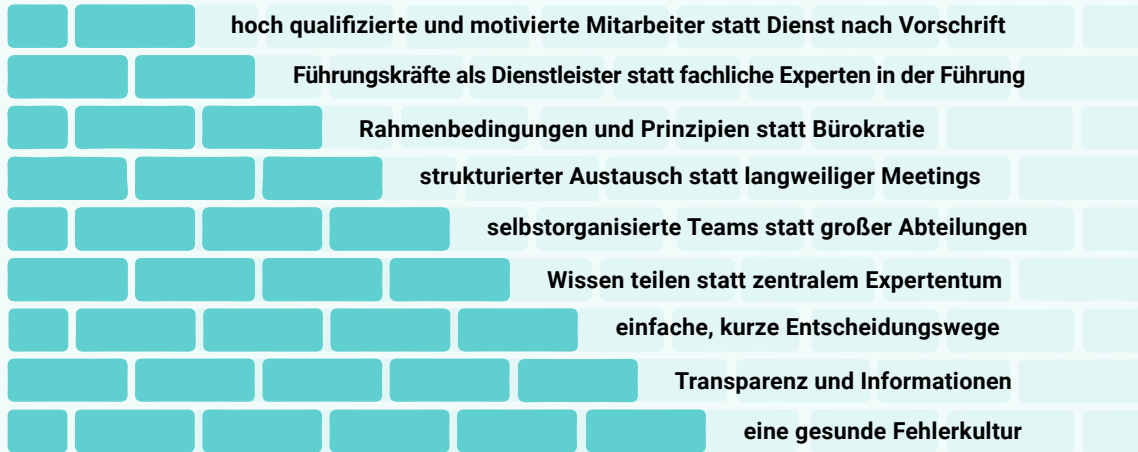 hoch qualifizierte und motivierte Mitarbeiter statt Dienst nach Vorschrift
Führungskräfte als Dienstleister statt fachliche Experten in der Führung
Rahmenbedingungen und Prinzipien statt Bürokratie
strukturierter Austausch statt langweiliger Meetings
selbstorganisierte Teams statt großer Abteilungen
Wissen teilen statt zentralem Expertentum
einfache, kurze Entscheidungswege
Transparenz und Informationen
eine gesunde Fehlerkultur